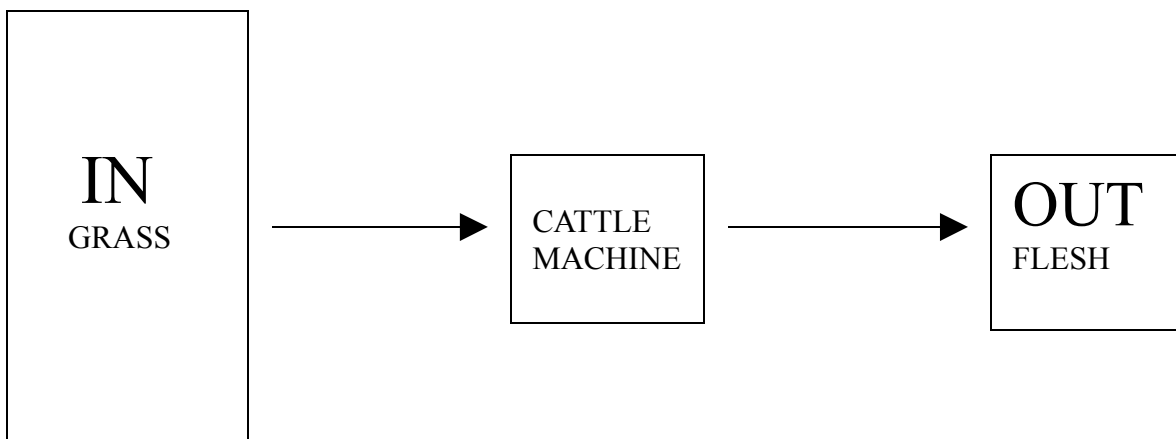 IN
GRASS
CATTLE
MACHINE
OUT
FLESH